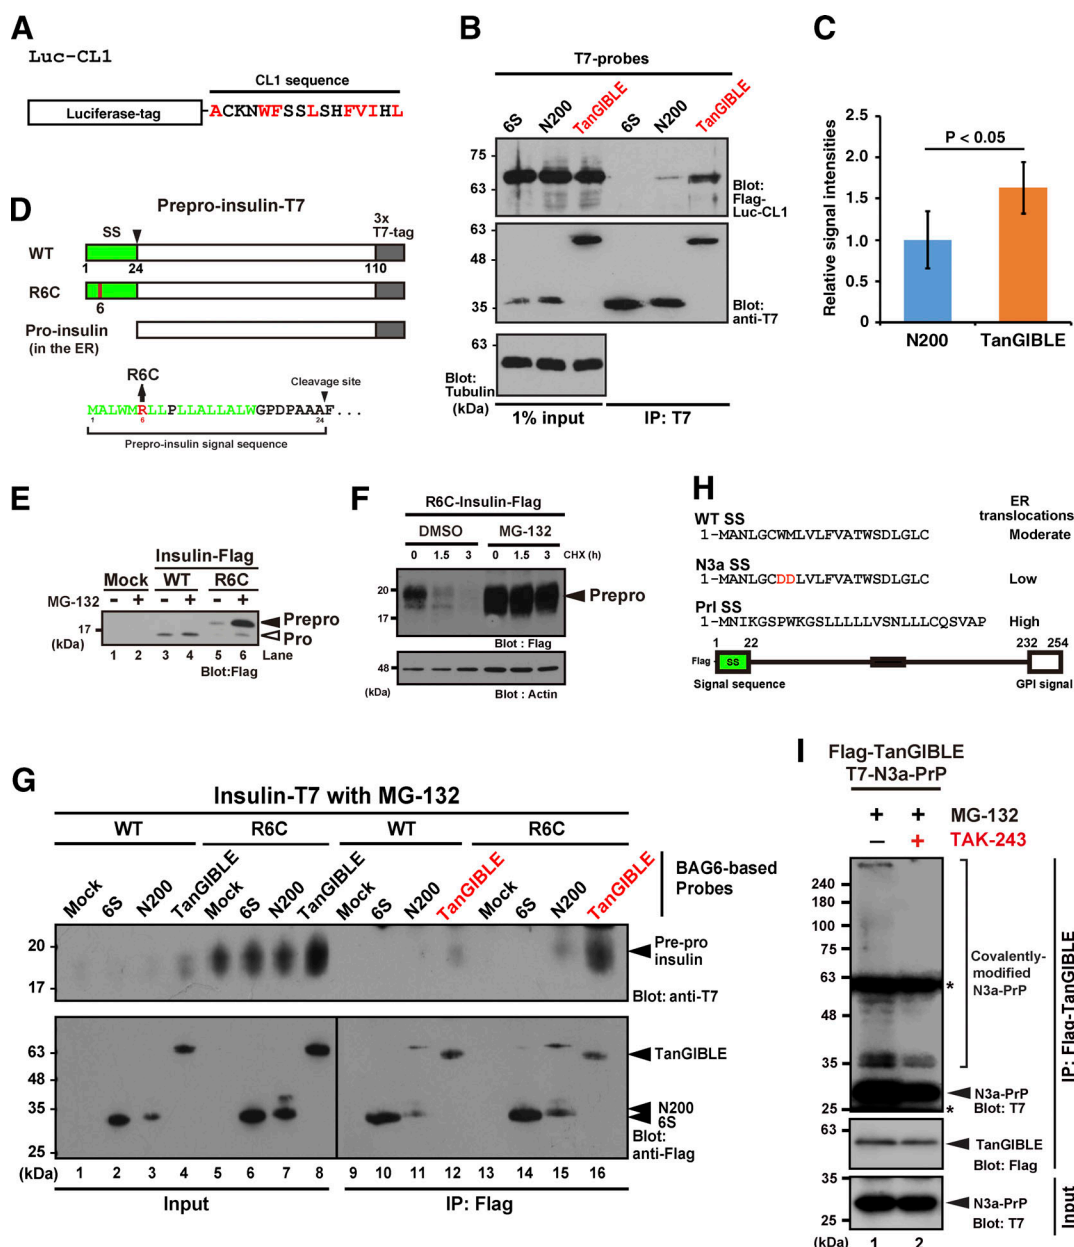 A
Luc-CL1
CL1 sequence
Luciferase-tag
ACKNWFSSLSHFVIHL
B
T7-probes
6S N200 TanGIBLE 6S N200 TanGIBLE
75
63
Blot:
Flag-
Luc-CL1
63
48
35
Blot:
anti-T7
63
Blot:
Tubulin
(kDa)
1% input IP: T7
C
P < 0.05
Relative signal intensities
2.5
2.0
1.5
1.0
0.5
0
N200 TanGIBLE
D
Prepro-insulin-T7
3x
T7-tag
SS
WT
1 24 110
R6C
6
Pro-insulin
(in the ER)
R6C
Cleavage site
MALWMRLLPLLALLALWGPDPAAAF...
1 6 24
Prepro-insulin signal sequence
E
Insulin-Flag
Mock WT R6C
MG-132 - + - + - +
17
(kDa)
Prepro
Pro
1 2 3 4 5 6 Lane
Blot:Flag
F
R6C-Insulin-Flag
DMSO MG-132
0 1.5 3 0 1.5 3 CHX (h)
20
17
Prepro
Blot : Flag
48
(kDa)
Blot : Actin
H
ER
translocations
WT SS
1-MANLGCWMLVLFVATWSDLGLC Moderate
N3a SS
1-MANLGCDDLVLFVATWSDLGLC Low
Prl SS
1-MNIKGSPWKGSLLLLLVSNLLLCQSVAP High
1 22 232 254
Flag
SS
Signal sequence GPI signal
G
Insulin-T7 with MG-132
WT R6C WT R6C
Mock 6S N200 TanGIBLE Mock 6S N200 TanGIBLE Mock 6S N200 TanGIBLE Mock 6S N200 TanGIBLE
BAG6-based
Probes
20
17
Pre-pro
insulin
Blot: anti-T7
63
48
35
25
TanGIBLE
N200
6S
Blot:
anti-Flag
(kDa) 1 2 3 4 5 6 7 8 9 10 11 12 13 14 15 16
Input IP: Flag
I
Flag-TanGIBLE
T7-N3a-PrP
+ + MG-132
- + TAK-243
240
180
100
75
63
48
35
25
Covalently-
modified
N3a-PrP
*
N3a-PrP
*
Blot: T7
63
TanGIBLE
Blot: Flag
IP: Flag-TanGIBLE
35
25
N3a-PrP
Blot: T7
Input
(kDa) 1 2